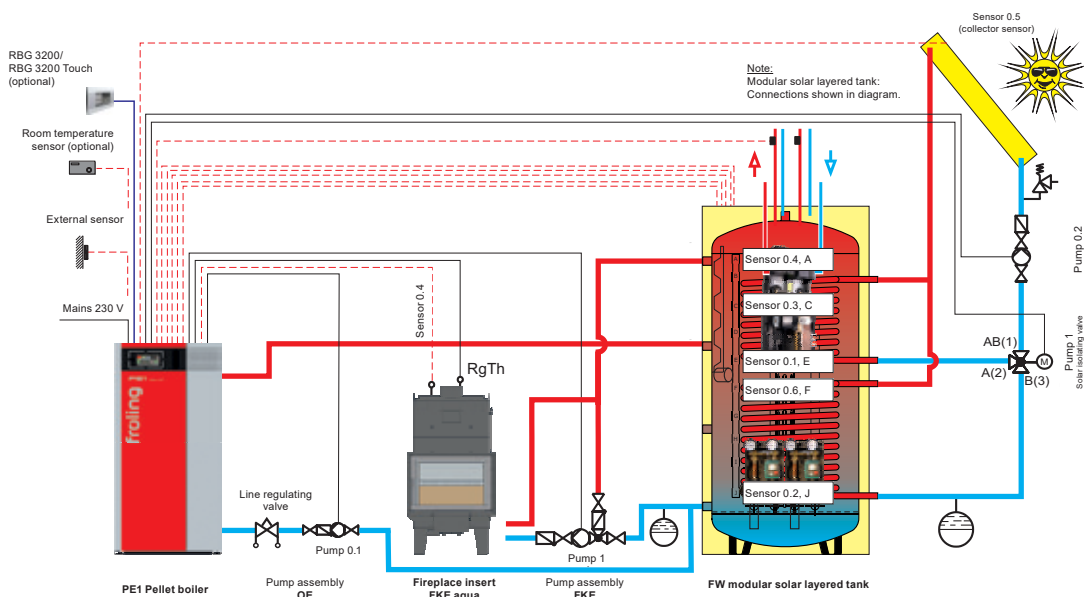 Sensor 0.5
(collector sensor)
RBG 3200/
RBG 3200 Touch
(optional)
Note:
Modular solar layered tank:
Connections shown in diagram.
Room temperature
sensor (optional)
External sensor
Mains 230 V
Sensor 0.4
RgTh
Sensor 0.4, A
Sensor 0.3, C
Sensor 0.1, E
Sensor 0.6, F
Sensor 0.2, J
Pump 0.2
AB(1)
A(2)
B(3)
M
Pump 1
Solar isolating valve
PE1
froling
Line regulating
valve
Pump 0.1
Pump 1
PE1 Pellet boiler
Pump assembly
Fireplace insert
FKE aqua
Pump assembly
FKE
FW modular solar layered tank